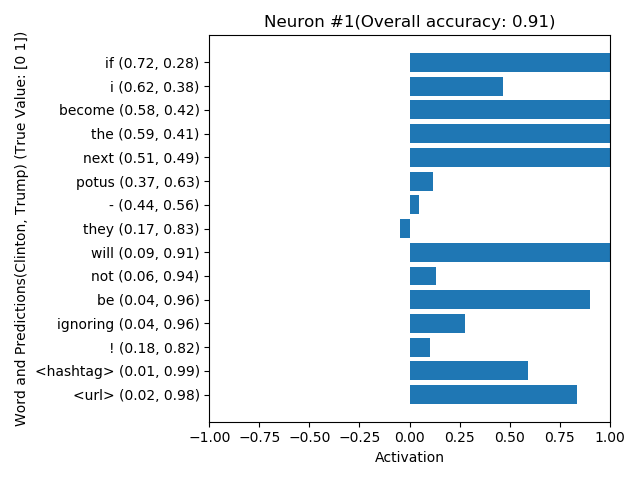 Neuron #1(Overall accuracy: 0.91)
Word and Predictions(Clinton, Trump) (True Value: [0 1])
if (0.72, 0.28)
i (0.62, 0.38)
become (0.58, 0.42)
the (0.59, 0.41)
next (0.51, 0.49)
potus (0.37, 0.63)
- (0.44, 0.56)
they (0.17, 0.83)
will (0.09, 0.91)
not (0.06, 0.94)
be (0.04, 0.96)
ignoring (0.04, 0.96)
! (0.18, 0.82)
<hashtag> (0.01, 0.99)
<url> (0.02, 0.98)
−1.00 −0.75 −0.50 −0.25 0.00 0.25 0.50 0.75 1.00
Activation